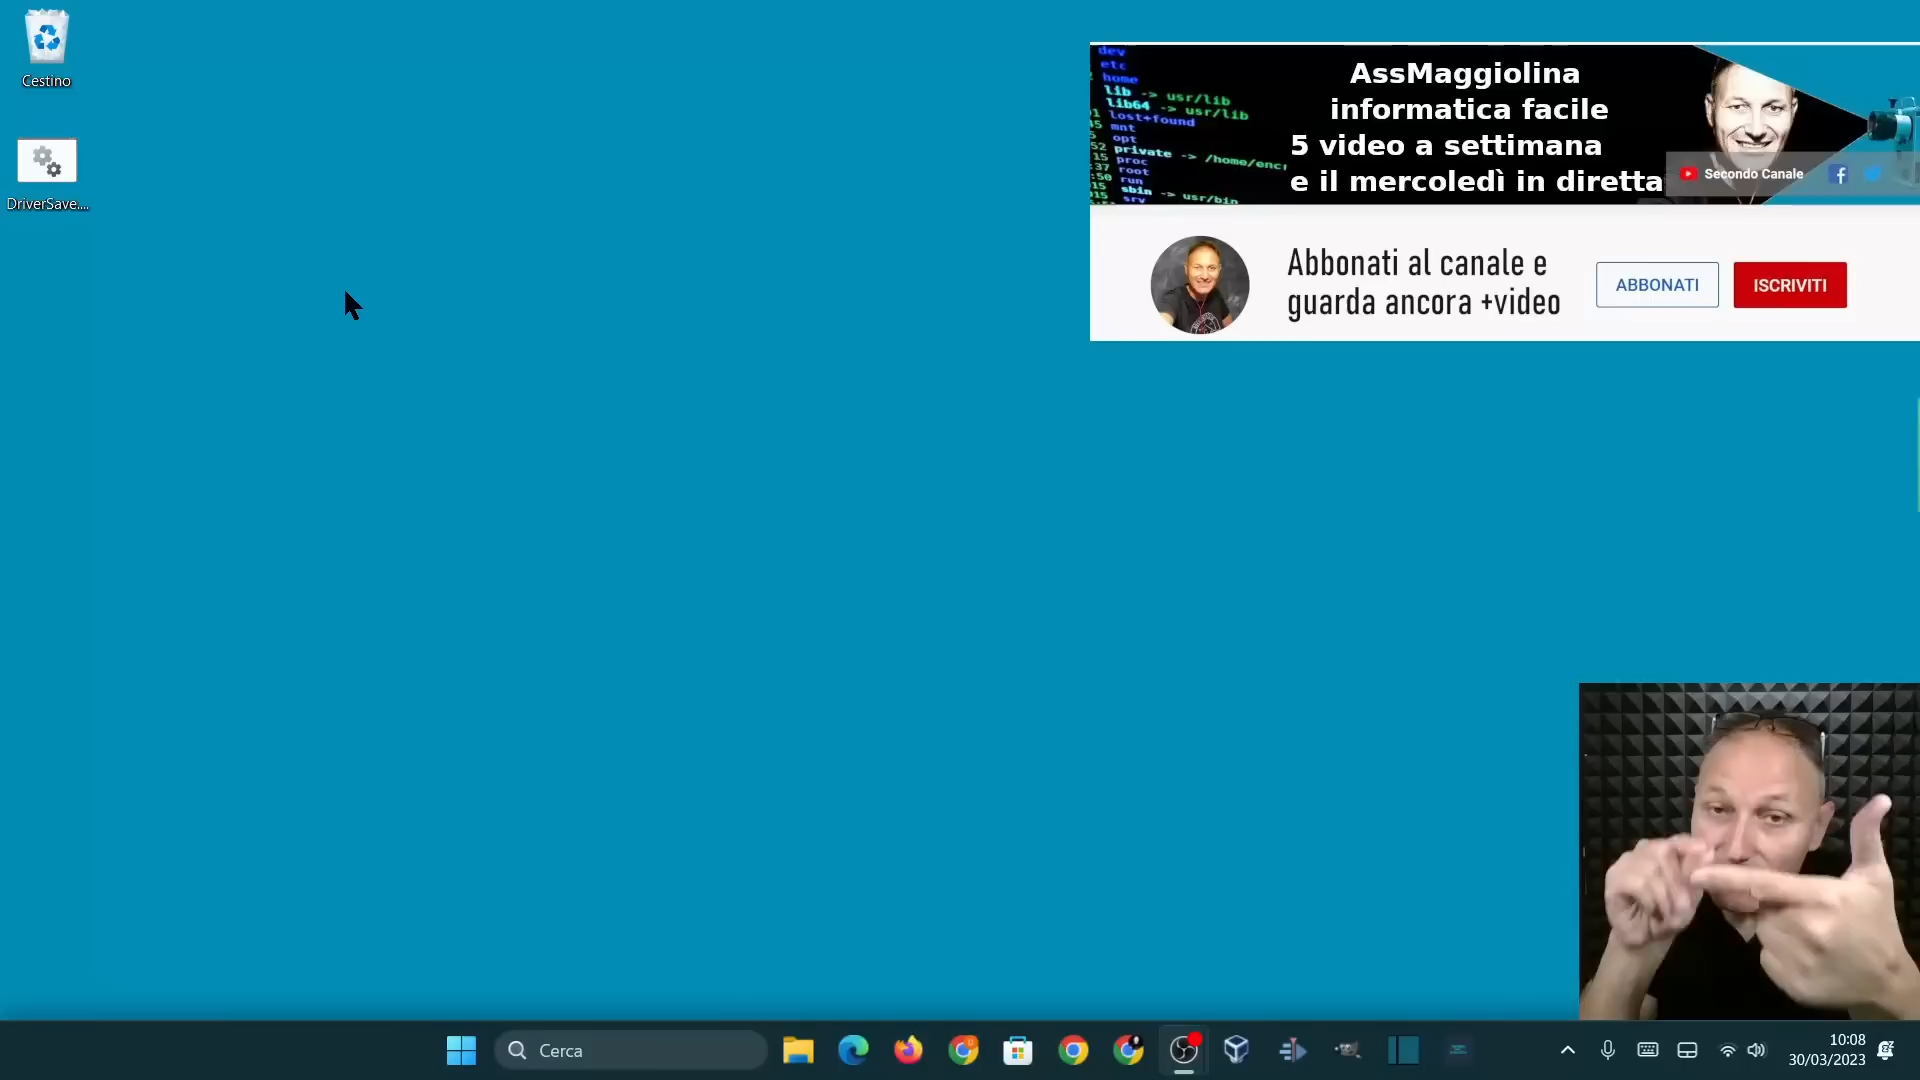 Cestino
DriverSave....
dev
etc
home
lib -> usr/lib
lib64 -> usr/lib
lost+found
mnt
opt
private -> /home/enc
proc
root
run
sbin -> usr/bin
srv
AssMaggiolina
informatica facile
5 video a settimana
e il mercoledì in diretta
Secondo Canale
Abbonati al canale e
guarda ancora +video
ABBONATI
ISCRIVITI
Cerca
10:08
30/03/2023